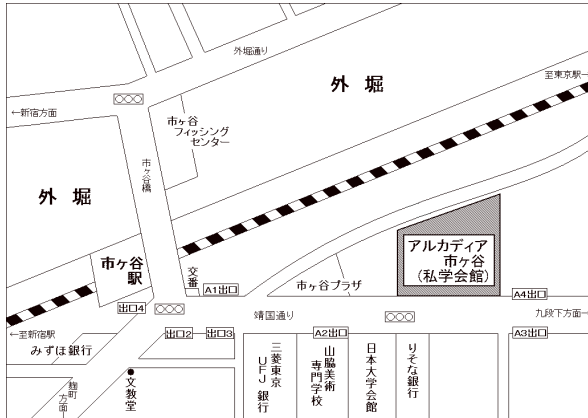 外堀通り
外 堀
至東京駅→
←新宿方面
市ヶ谷
フィッシング
センター
市ヶ谷橋
外 堀
市ヶ谷
駅
交番
アルカディア
市ヶ谷
(私学会館)
A1出口
市ヶ谷プラザ
A4出口
出口4
靖国通り
九段下方面→
←至新宿駅
出口2
出口3
A2出口
A3出口
みずほ銀行
麹町
方面
文教堂
三菱東京
UFJ銀行
山脇美術
専門学校
日本大学会館
りそな銀行